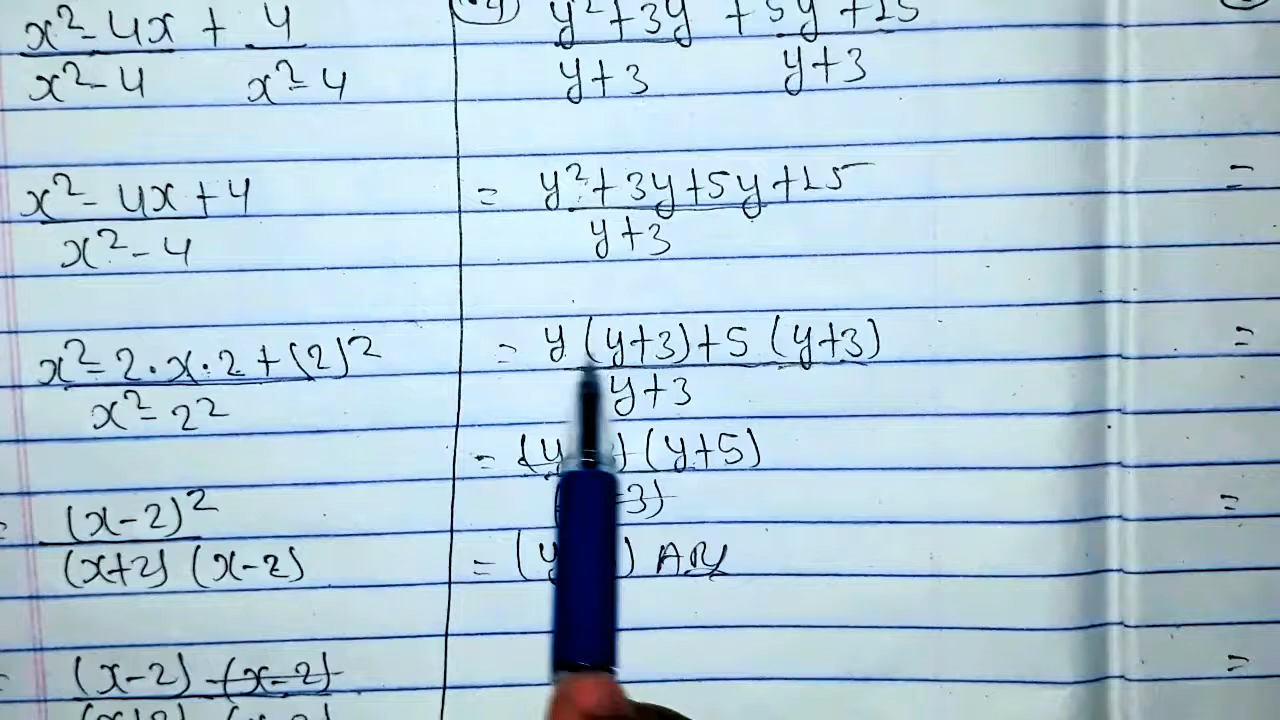 x² - 4x + 4
x² - 4 x² - 4
x² - 4x + 4
x² - 4
x² - 2·x·2 + (2)²
x² - 2²
= (x-2)²
(x+2) (x-2)
= (x-2) (x-2)
y² + 3y + 5y + 15
y+3 y+3
= y² + 3y + 5y + 15
y+3
= y (y+3) + 5 (y+3)
y+3
= (y (y+5)
3)
= (y ) Ans
=
=
=
=